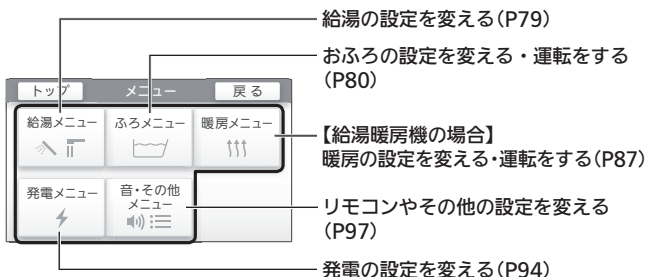 給湯の設定を変える(P79)
おふろの設定を変える・運転をする
(P80)
トップ メニュー 戻る
給湯メニュー ふろメニュー 暖房メニュー
【給湯暖房機の場合】
暖房の設定を変える・運転をする(P87)
発電メニュー 音・その他
メニュー
リモコンやその他の設定を変える
(P97)
発電の設定を変える(P94)